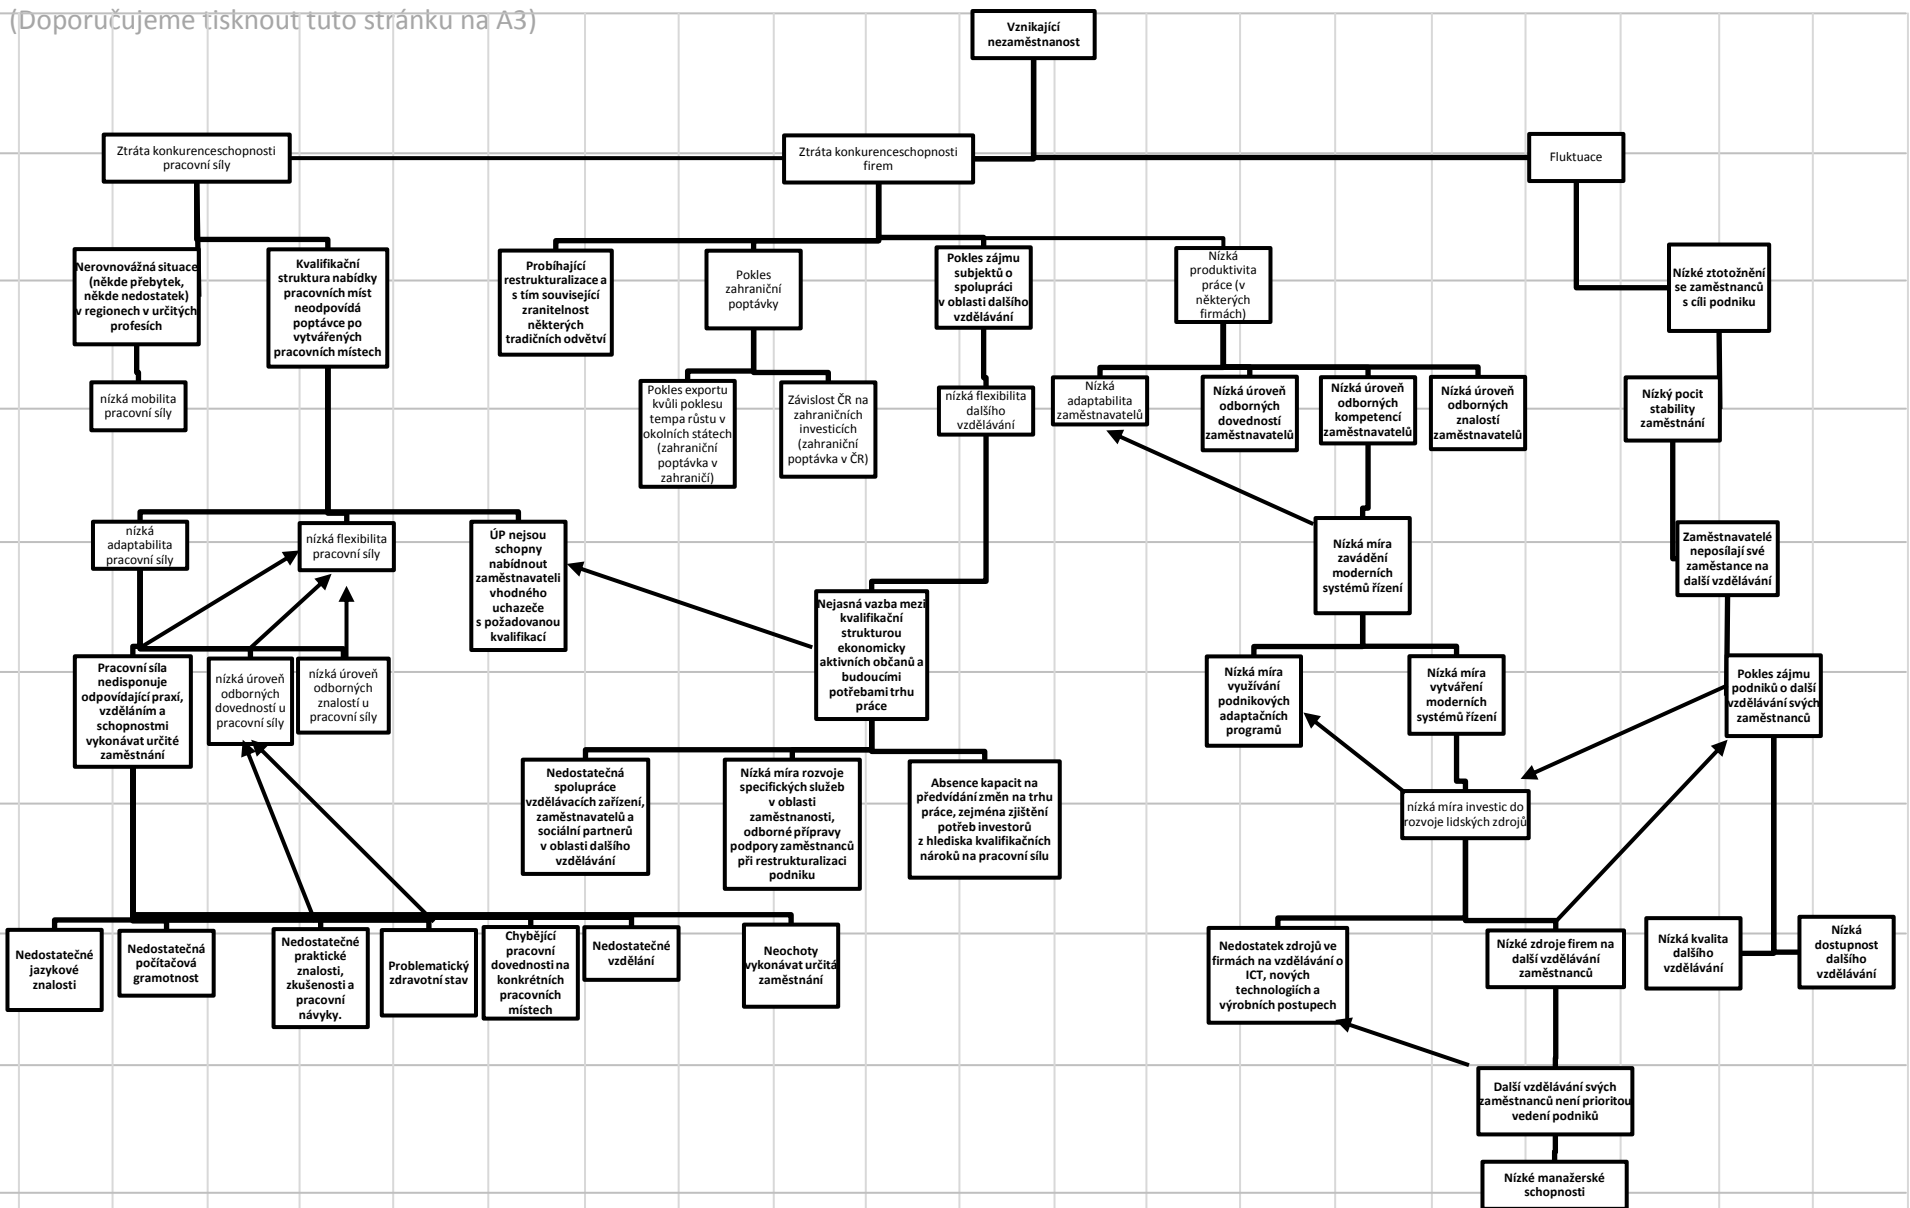 (Doporučujeme tisknout tuto stránku na A3)
Vznikající
nezaměstnanost
Ztráta konkurenceschopnosti
pracovní síly
Ztráta konkurenceschopnosti
firem
Fluktuace
Nerovnovážná situace
(někde přebytek,
někde nedostatek)
v regionech v určitých
profesích
Kvalifikační
struktura nabídky
pracovních míst
neodpovídá
poptávce po
vytvářených
pracovních místech
Probíhající
restrukturalizace a
s tím související
zranitelnost
některých
tradičních odvětví
Pokles
zahraniční
poptávky
Pokles zájmu
subjektů o
spolupráci
v oblasti dalšího
vzdělávání
Nízká
produktivita
práce (v
některých
firmách)
Nízké ztotožnění
se zaměstnanců
s cíli podniku
nízká mobilita
pracovní síly
Pokles exportu
kvůli poklesu
tempa růstu v
okolních státech
(zahraniční
poptávka v
zahraničí)
Závislost ČR na
zahraničních
investicích
(zahraniční
poptávka v ČR)
nízká flexibilita
dalšího
vzdělávání
Nízká
adaptabilita
zaměstnavatelů
Nízká úroveň
odborných
dovedností
zaměstnavatelů
Nízká úroveň
odborných
kompetencí
zaměstnavatelů
Nízká úroveň
odborných
znalostí
zaměstnavatelů
Nízký pocit
stability
zaměstnání
nízká
adaptabilita
pracovní síly
nízká flexibilita
pracovní síly
ÚP nejsou
schopny
nabídnout
zaměstnavateli
vhodného
uchazeče
s požadovanou
kvalifikací
Nízká míra
zavádění
moderních
systémů řízení
Zaměstnavatelé
neposílají své
zaměstance na
další vzdělávání
Nejasná vazba mezi
kvalifikační
strukturou
ekonomicky
aktivních občanů a
budoucími
potřebami trhu
práce
Pracovní síla
nedisponuje
odpovídající praxí,
vzděláním a
schopnostmi
vykonávat určité
zaměstnání
nízká úroveň
odborných
dovedností u
pracovní síly
nízká úroveň
odborných
znalostí u
pracovní síly
Nízká míra
využívání
podnikových
adaptačních
programů
Nízká míra
vytváření
moderních
systémů řízení
Pokles zájmu
podniků o další
vzdělávání svých
zaměstnanců
Nedostatečná
spolupráce
vzdělávacích zařízení,
zaměstnavatelů a
sociální partnerů
v oblasti dalšího
vzdělávání
Nízká míra rozvoje
specifických služeb
v oblasti
zaměstnanosti,
odborné přípravy
podpory zaměstnanců
při restrukturalizaci
podniku
Absence kapacit na
předvídání změn na trhu
práce, zejména zjištění
potřeb investorů
z hlediska kvalifikačních
nároků na pracovní sílu
nízká míra investic do
rozvoje lidských zdrojů
Nedostatečné
jazykové
znalosti
Nedostatečná
počítačová
gramotnost
Nedostatečné
praktické
znalosti,
zkušenosti a
pracovní
návyky.
Problematický
zdravotní stav
Chybějící
pracovní
dovednosti na
konkrétních
pracovních
místech
Nedostatečné
vzdělání
Neochoty
vykonávat určitá
zaměstnání
Nedostatek zdrojů ve
firmách na vzdělávání o
ICT, nových
technologiích a
výrobních postupech
Nízké zdroje firem na
další vzdělávání
zaměstnanců
Nízká kvalita
dalšího
vzdělávání
Nízká
dostupnost
dalšího
vzdělávání
Další vzdělávání svých
zaměstnanců není prioritou
vedení podniků
Nízké manažerské
schopnosti